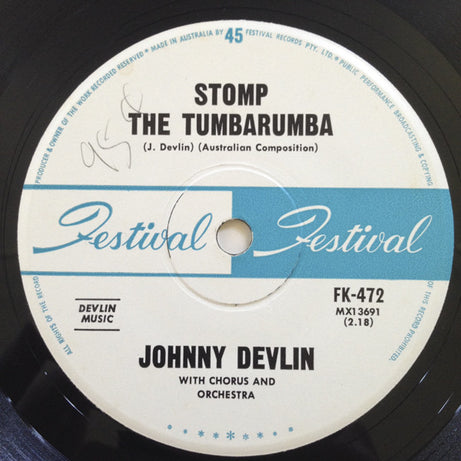 PRODUCER & OWNER OF THE WORK RECORDED RESERVED ★ MADE IN AUSTRALIA BY 45 FESTIVAL RECORDS PTY. LTD. ★ PUBLIC PERFORMANCE BROADCASTING & COPYING
STOMP
THE TUMBARUMBA
(J. Devlin) (Australian Composition)
95¢
Festival Festival
FK-472
MX13691
(2.18)
DEVLIN
MUSIC
JOHNNY DEVLIN
WITH CHORUS AND
ORCHESTRA
ALL RIGHTS OF THE RECORD
OF THIS RECORD PROHIBITED.